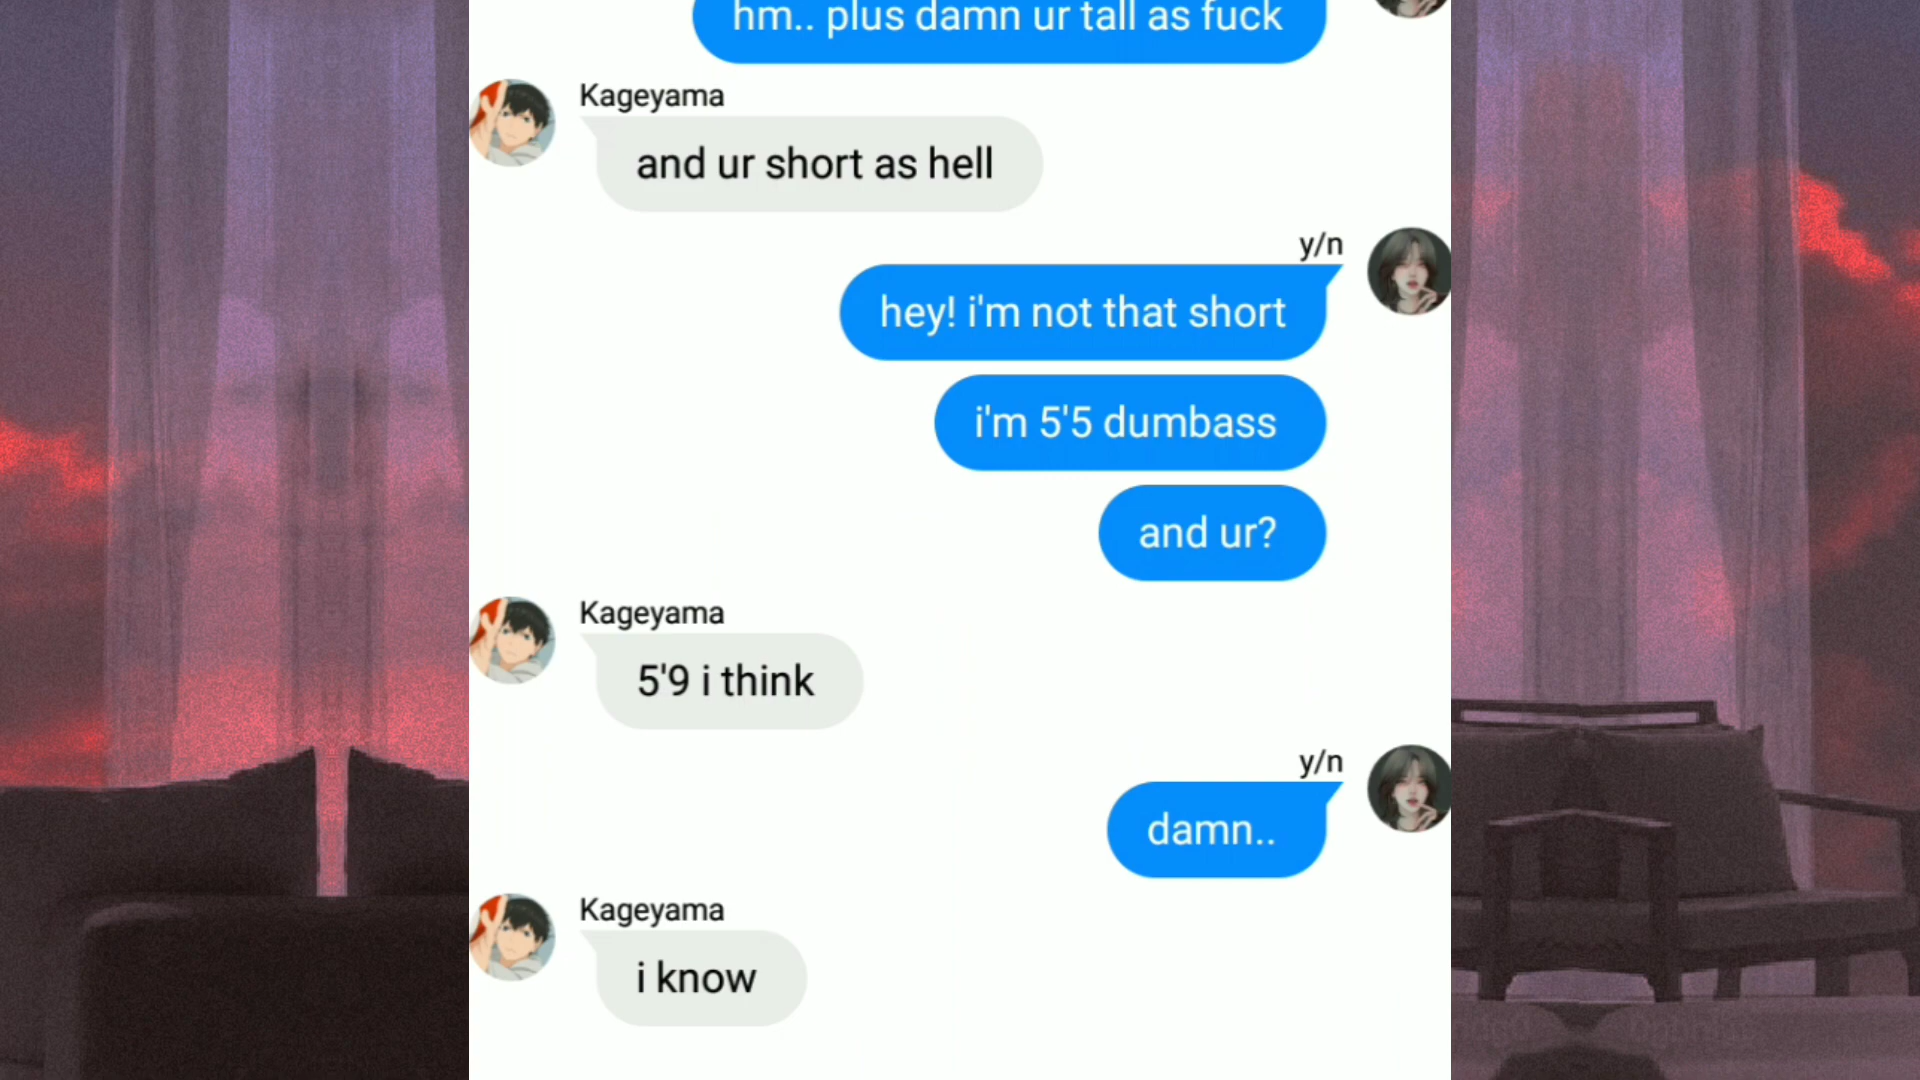 hm.. plus damn ur tall as fuck
Kageyama
and ur short as hell
y/n
hey! i'm not that short
i'm 5'5 dumbass
and ur?
Kageyama
5'9 i think
y/n
damn..
Kageyama
i know